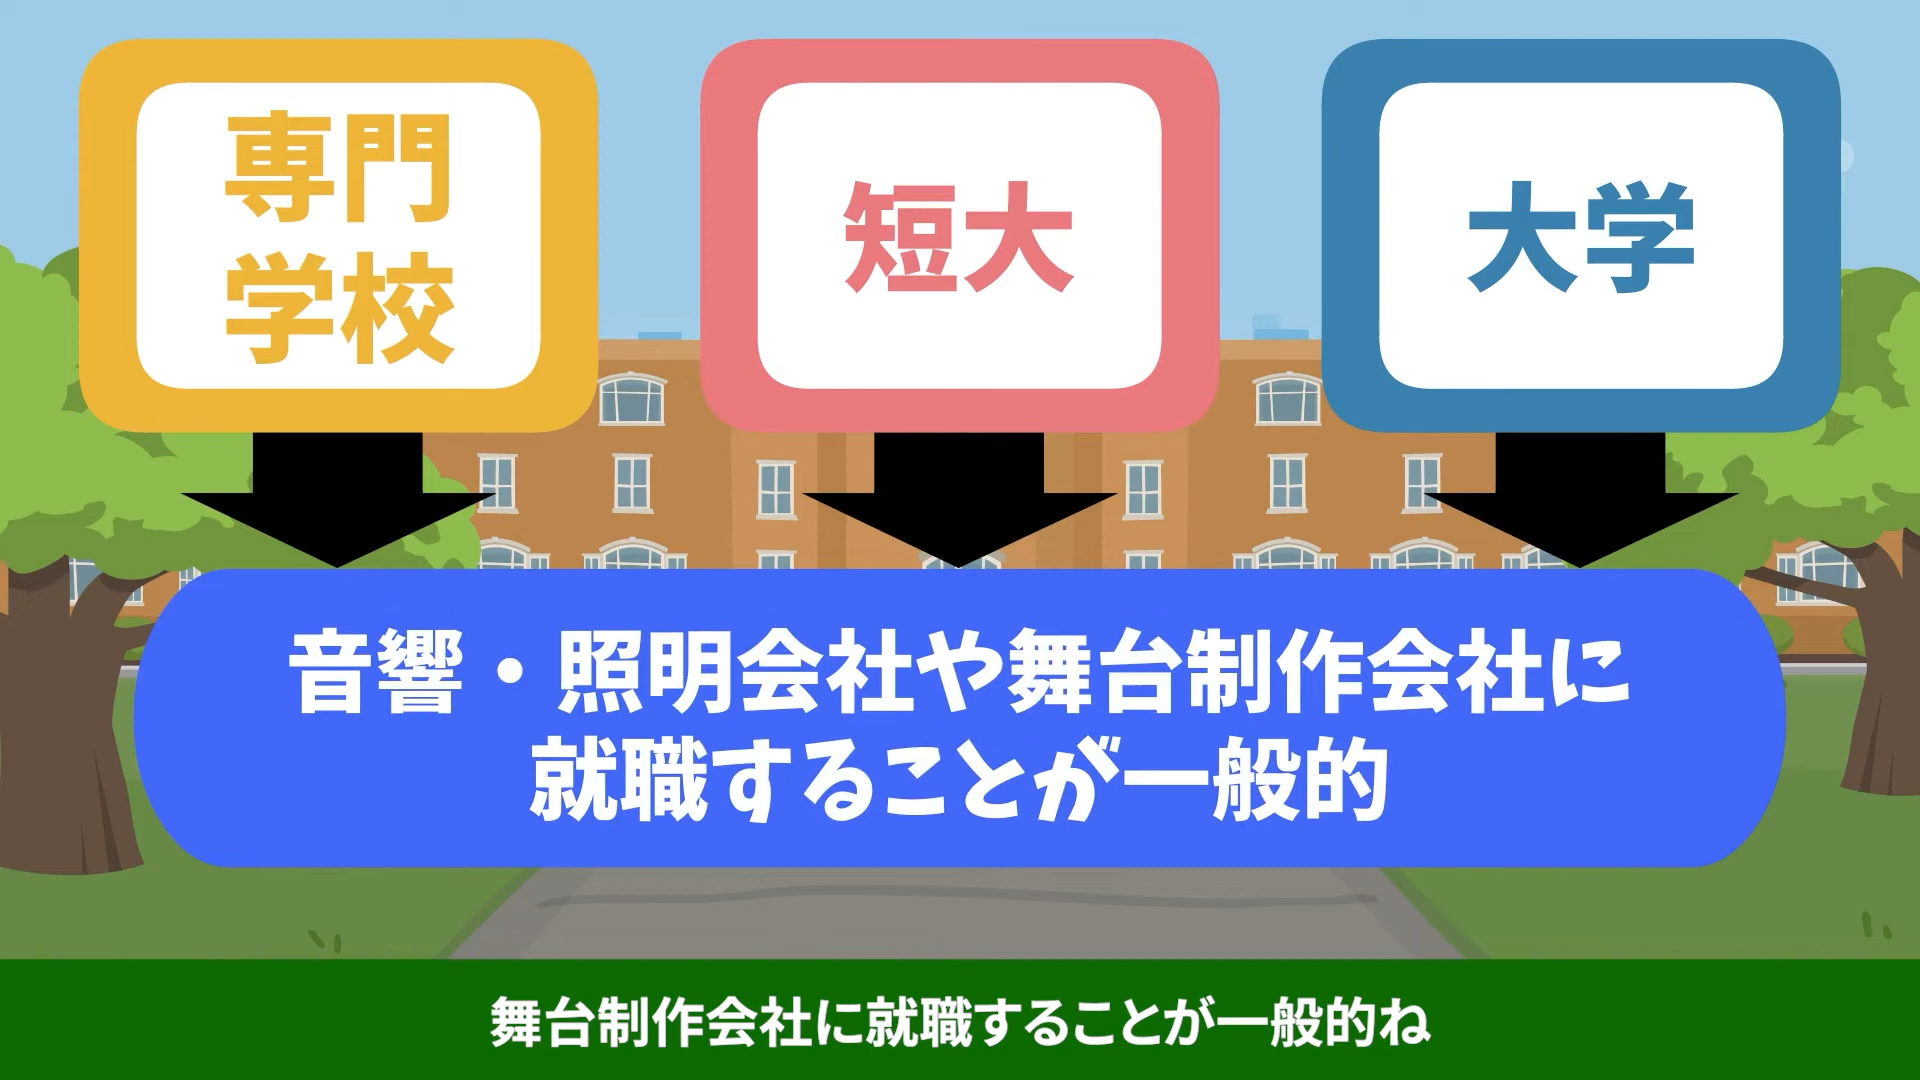 専門
学校
短大
大学
音響・照明会社や舞台制作会社に
就職することが一般的
舞台制作会社に就職することが一般的ね